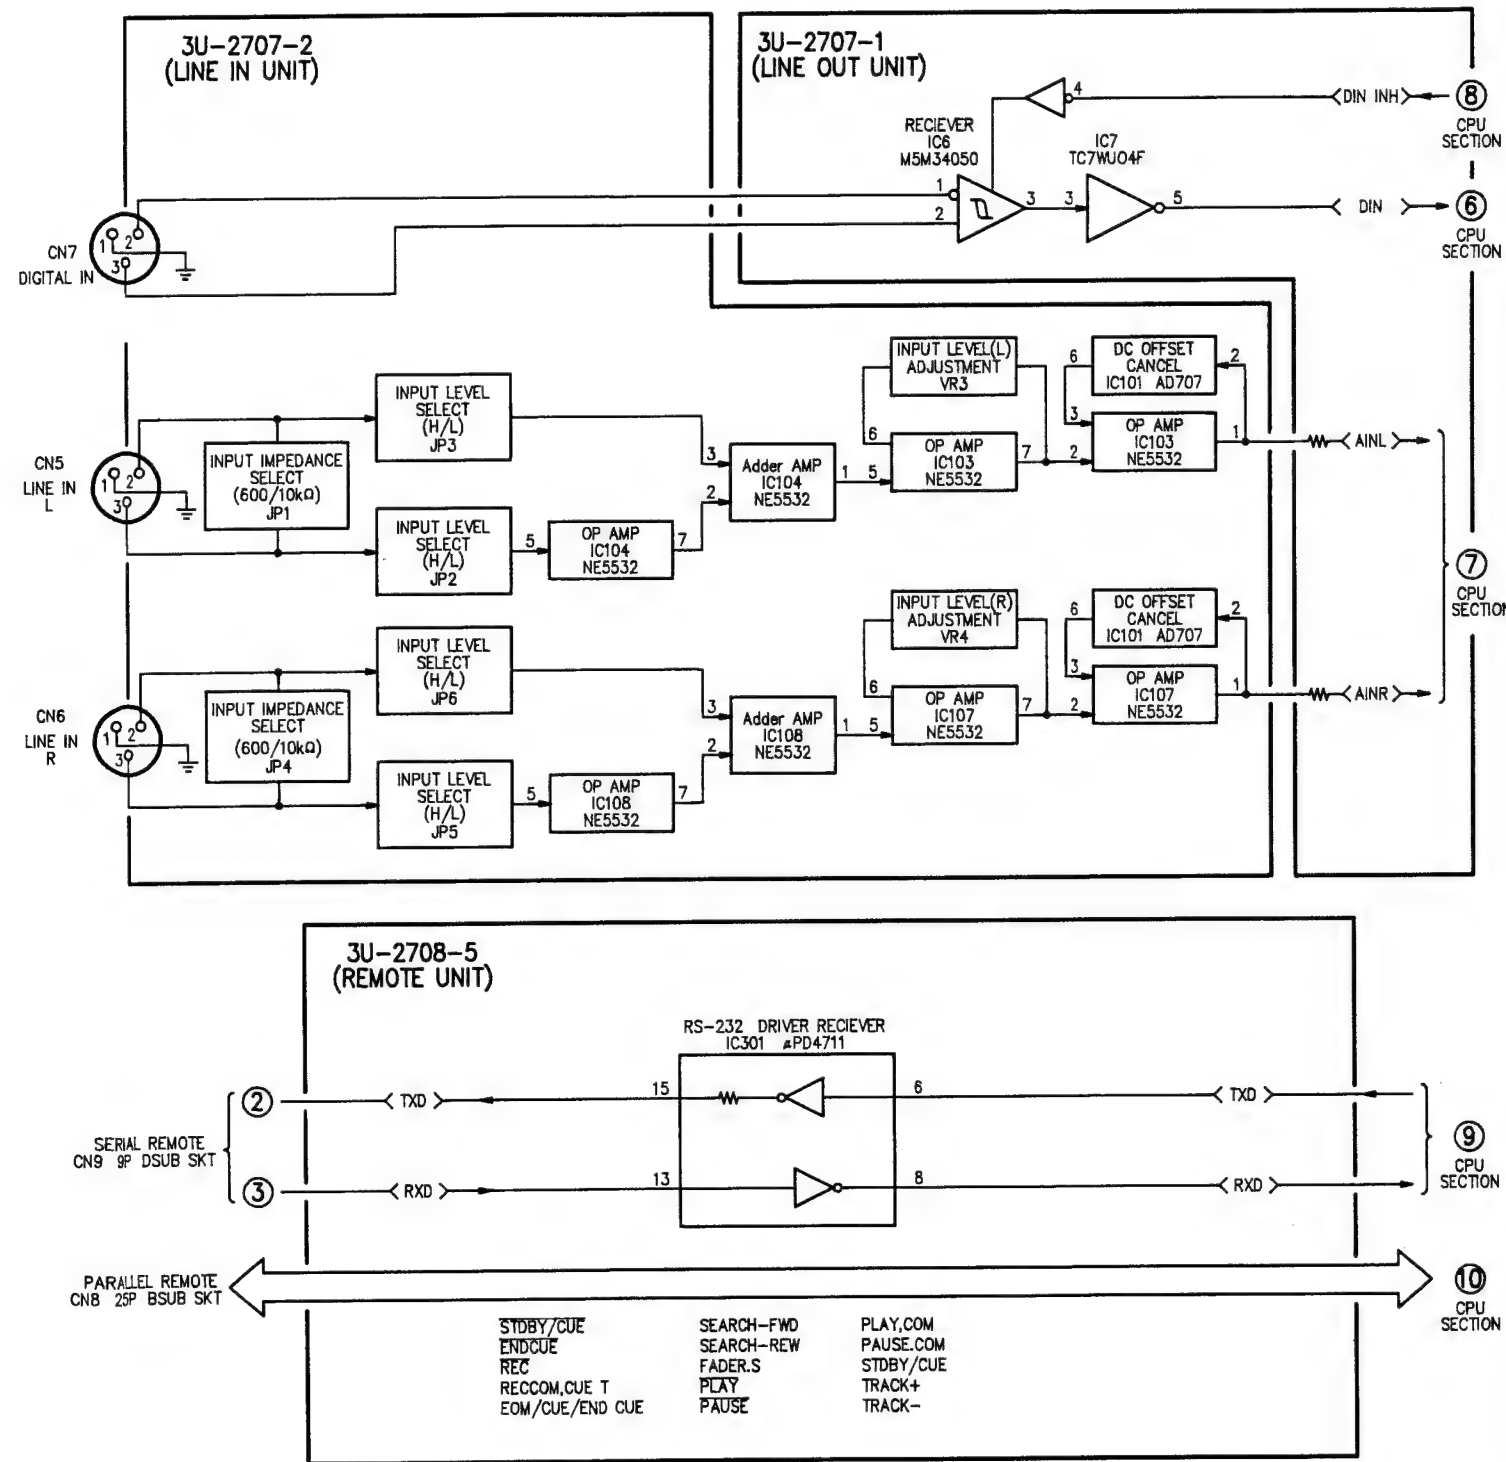 3U-2707-2
(LINE IN UNIT)
3U-2707-1
(LINE OUT UNIT)
4
DIN INH
8
CPU
SECTION
RECIEVER
IC6
M5M34050
IC7
TC7WU04F
1
2
3
3
5
DIN
6
CPU
SECTION
CN7
DIGITAL IN
1
2
3
CN5
LINE IN
L
1
2
3
INPUT IMPEDANCE
SELECT
(600/10kΩ)
JP1
INPUT LEVEL
SELECT
(H/L)
JP3
INPUT LEVEL
SELECT
(H/L)
JP2
5
OP AMP
IC104
NE5532
7
3
2
Adder AMP
IC104
NE5532
1
5
INPUT LEVEL(L)
ADJUSTMENT
VR3
6
OP AMP
IC103
NE5532
7
2
6
DC OFFSET
CANCEL
IC101 AD707
2
3
OP AMP
IC103
NE5532
1
AINL
7
CPU
SECTION
CN6
LINE IN
R
1
2
3
INPUT IMPEDANCE
SELECT
(600/10kΩ)
JP4
INPUT LEVEL
SELECT
(H/L)
JP6
INPUT LEVEL
SELECT
(H/L)
JP5
5
OP AMP
IC108
NE5532
7
3
2
Adder AMP
IC108
NE5532
1
5
INPUT LEVEL(R)
ADJUSTMENT
VR4
6
OP AMP
IC107
NE5532
7
2
6
DC OFFSET
CANCEL
IC101 AD707
2
3
OP AMP
IC107
NE5532
1
AINR
3U-2708-5
(REMOTE UNIT)
RS-232 DRIVER RECIEVER
IC301 μPD4711
2
TXD
15
6
TXD
SERIAL REMOTE
CN9 9P DSUB SKT
9
CPU
SECTION
3
RXD
13
8
RXD
PARALLEL REMOTE
CN8 25P BSUB SKT
10
CPU
SECTION
STDBY/CUE
ENDCUE
REC
RECCOM,CUE T
EOM/CUE/END CUE
SEARCH-FWD
SEARCH-REW
FADER.S
PLAY
PAUSE
PLAY,COM
PAUSE.COM
STDBY/CUE
TRACK+
TRACK-